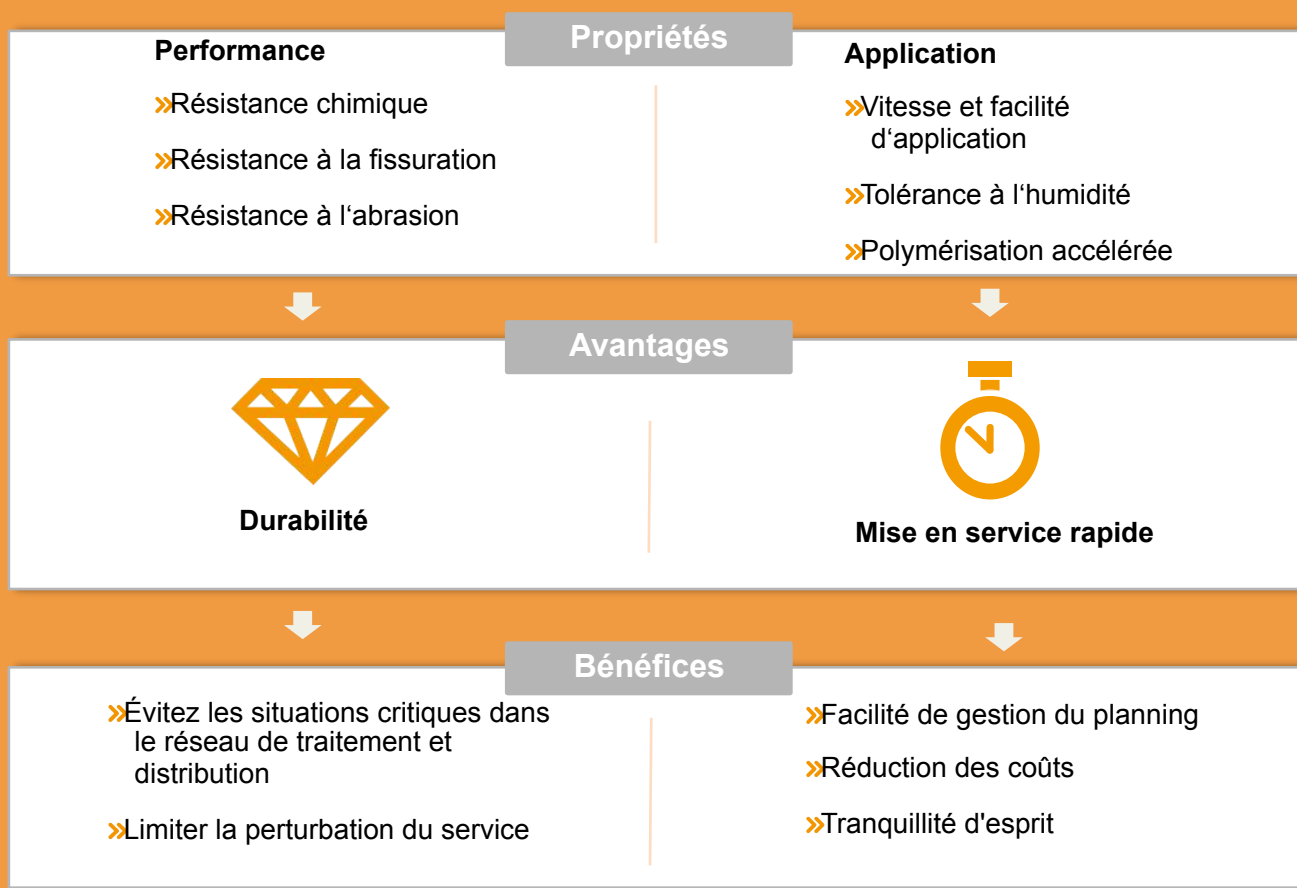 Propriétés
Performance
»Résistance chimique
»Résistance à la fissuration
»Résistance à l‘abrasion
Application
»Vitesse et facilité
d‘application
»Tolérance à l‘humidité
»Polymérisation accélérée
Avantages
Durabilité
Mise en service rapide
Bénéfices
»Évitez les situations critiques dans
le réseau de traitement et
distribution
»Limiter la perturbation du service
»Facilité de gestion du planning
»Réduction des coûts
»Tranquillité d'esprit